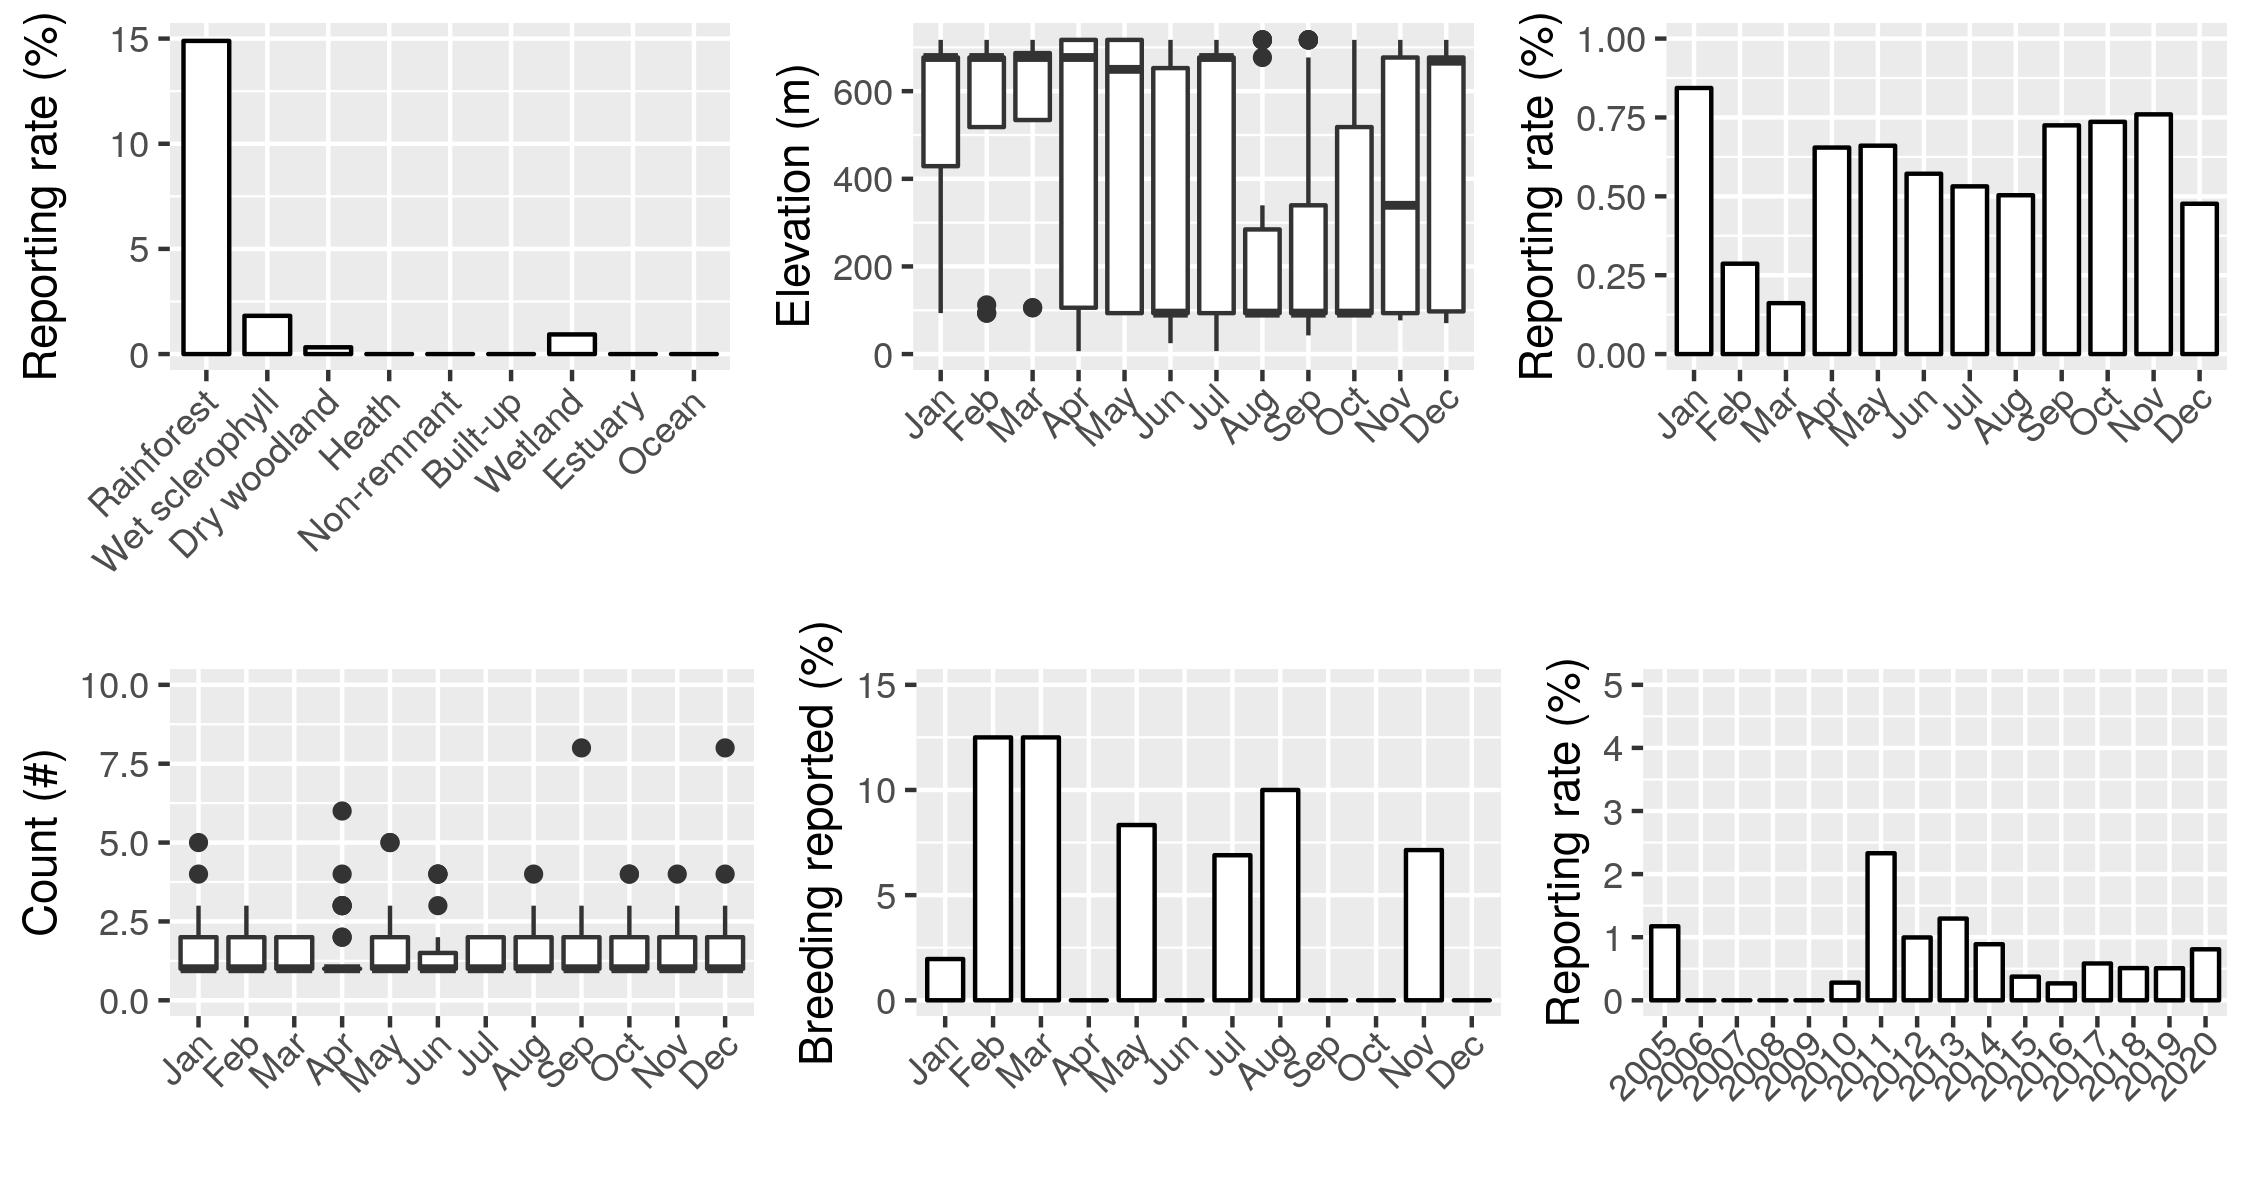 Reporting rate (%)
15
10
5
0
Rainforest
Wet sclerophyll
Dry woodland
Heath
Non-remnant
Built-up
Wetland
Estuary
Ocean
Elevation (m)
600
400
200
0
Jan
Feb
Mar
Apr
May
Jun
Jul
Aug
Sep
Oct
Nov
Dec
Reporting rate (%)
1.00
0.75
0.50
0.25
0.00
Jan
Feb
Mar
Apr
May
Jun
Jul
Aug
Sep
Oct
Nov
Dec
Count (#)
10.0
7.5
5.0
2.5
0.0
Jan
Feb
Mar
Apr
May
Jun
Jul
Aug
Sep
Oct
Nov
Dec
Breeding reported (%)
15
10
5
0
Jan
Feb
Mar
Apr
May
Jun
Jul
Aug
Sep
Oct
Nov
Dec
Reporting rate (%)
5
4
3
2
1
0
2005
2006
2007
2008
2009
2010
2011
2012
2013
2014
2015
2016
2017
2018
2019
2020